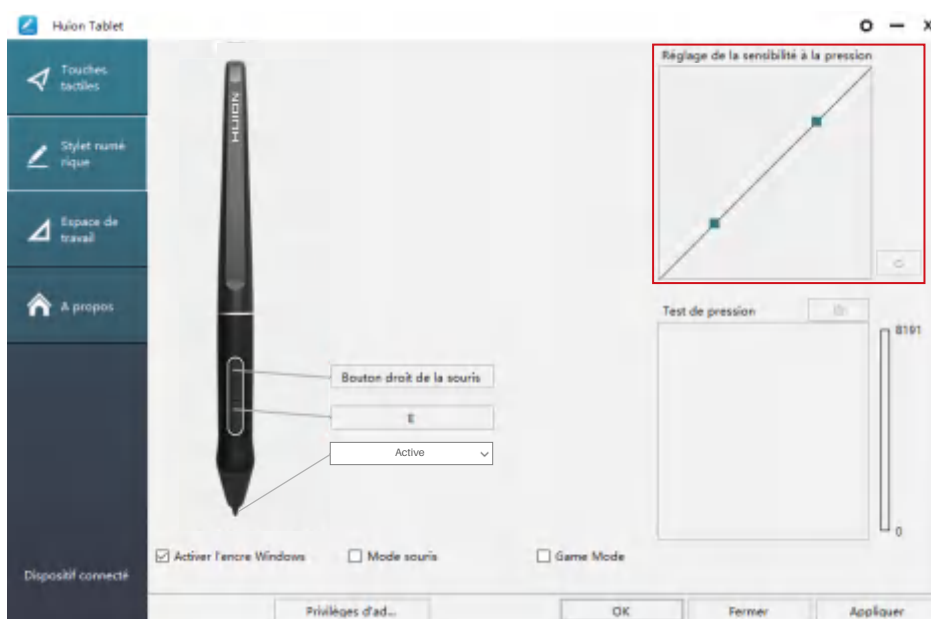 Huion Tablet
Touches
tactiles
Stylet numé
rique
Espace de
travail
A propos
Dispositif connecté
HUION
Bouton droit de la souris
E
Active
Activer l'encre Windows
Mode souris
Game Mode
Réglage de la sensibilité à la pression
Test de pression
8191
0
Privilèges d'ad...
OK
Fermer
Appliquer